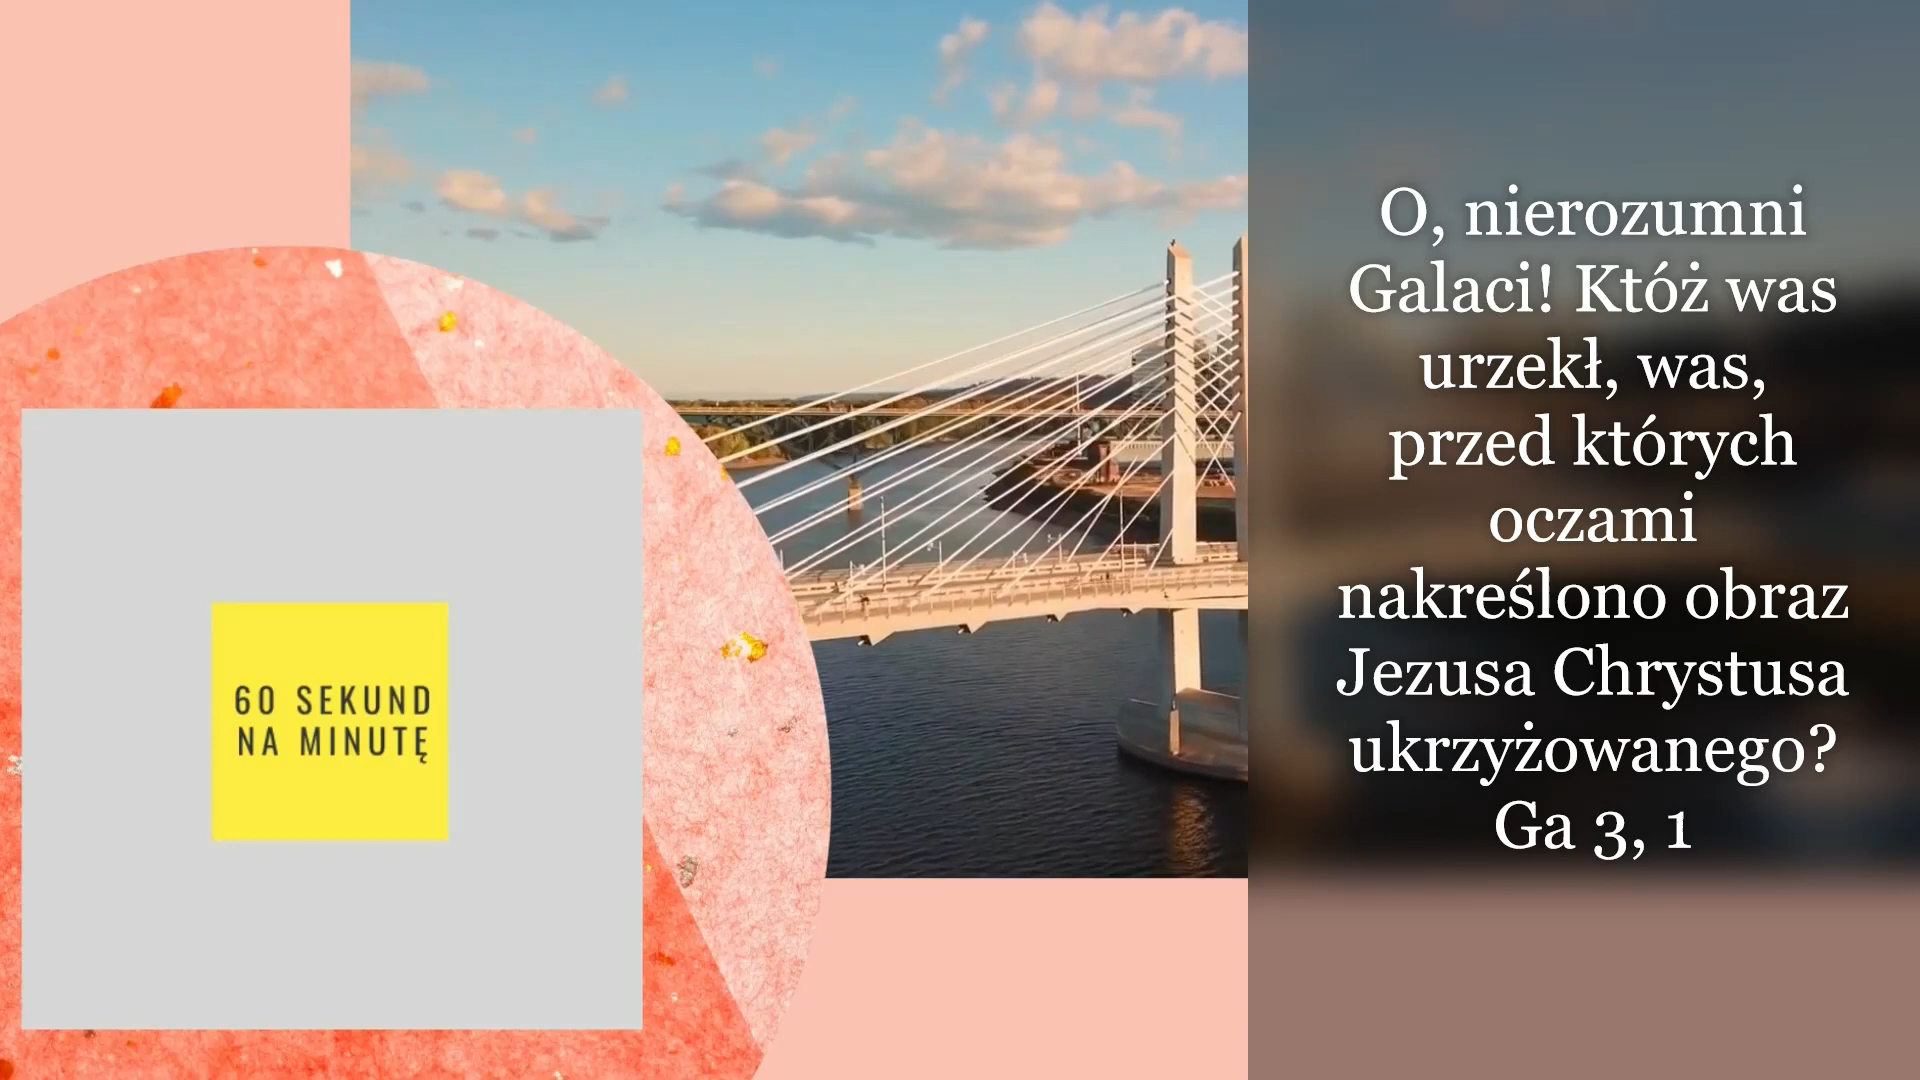 60 SEKUND
NA MINUTĘ
O, nierozumni
Galaci! Któż was
urzekł, was,
przed których
oczami
nakreślono obraz
Jezusa Chrystusa
ukrzyżowanego?
Ga 3, 1